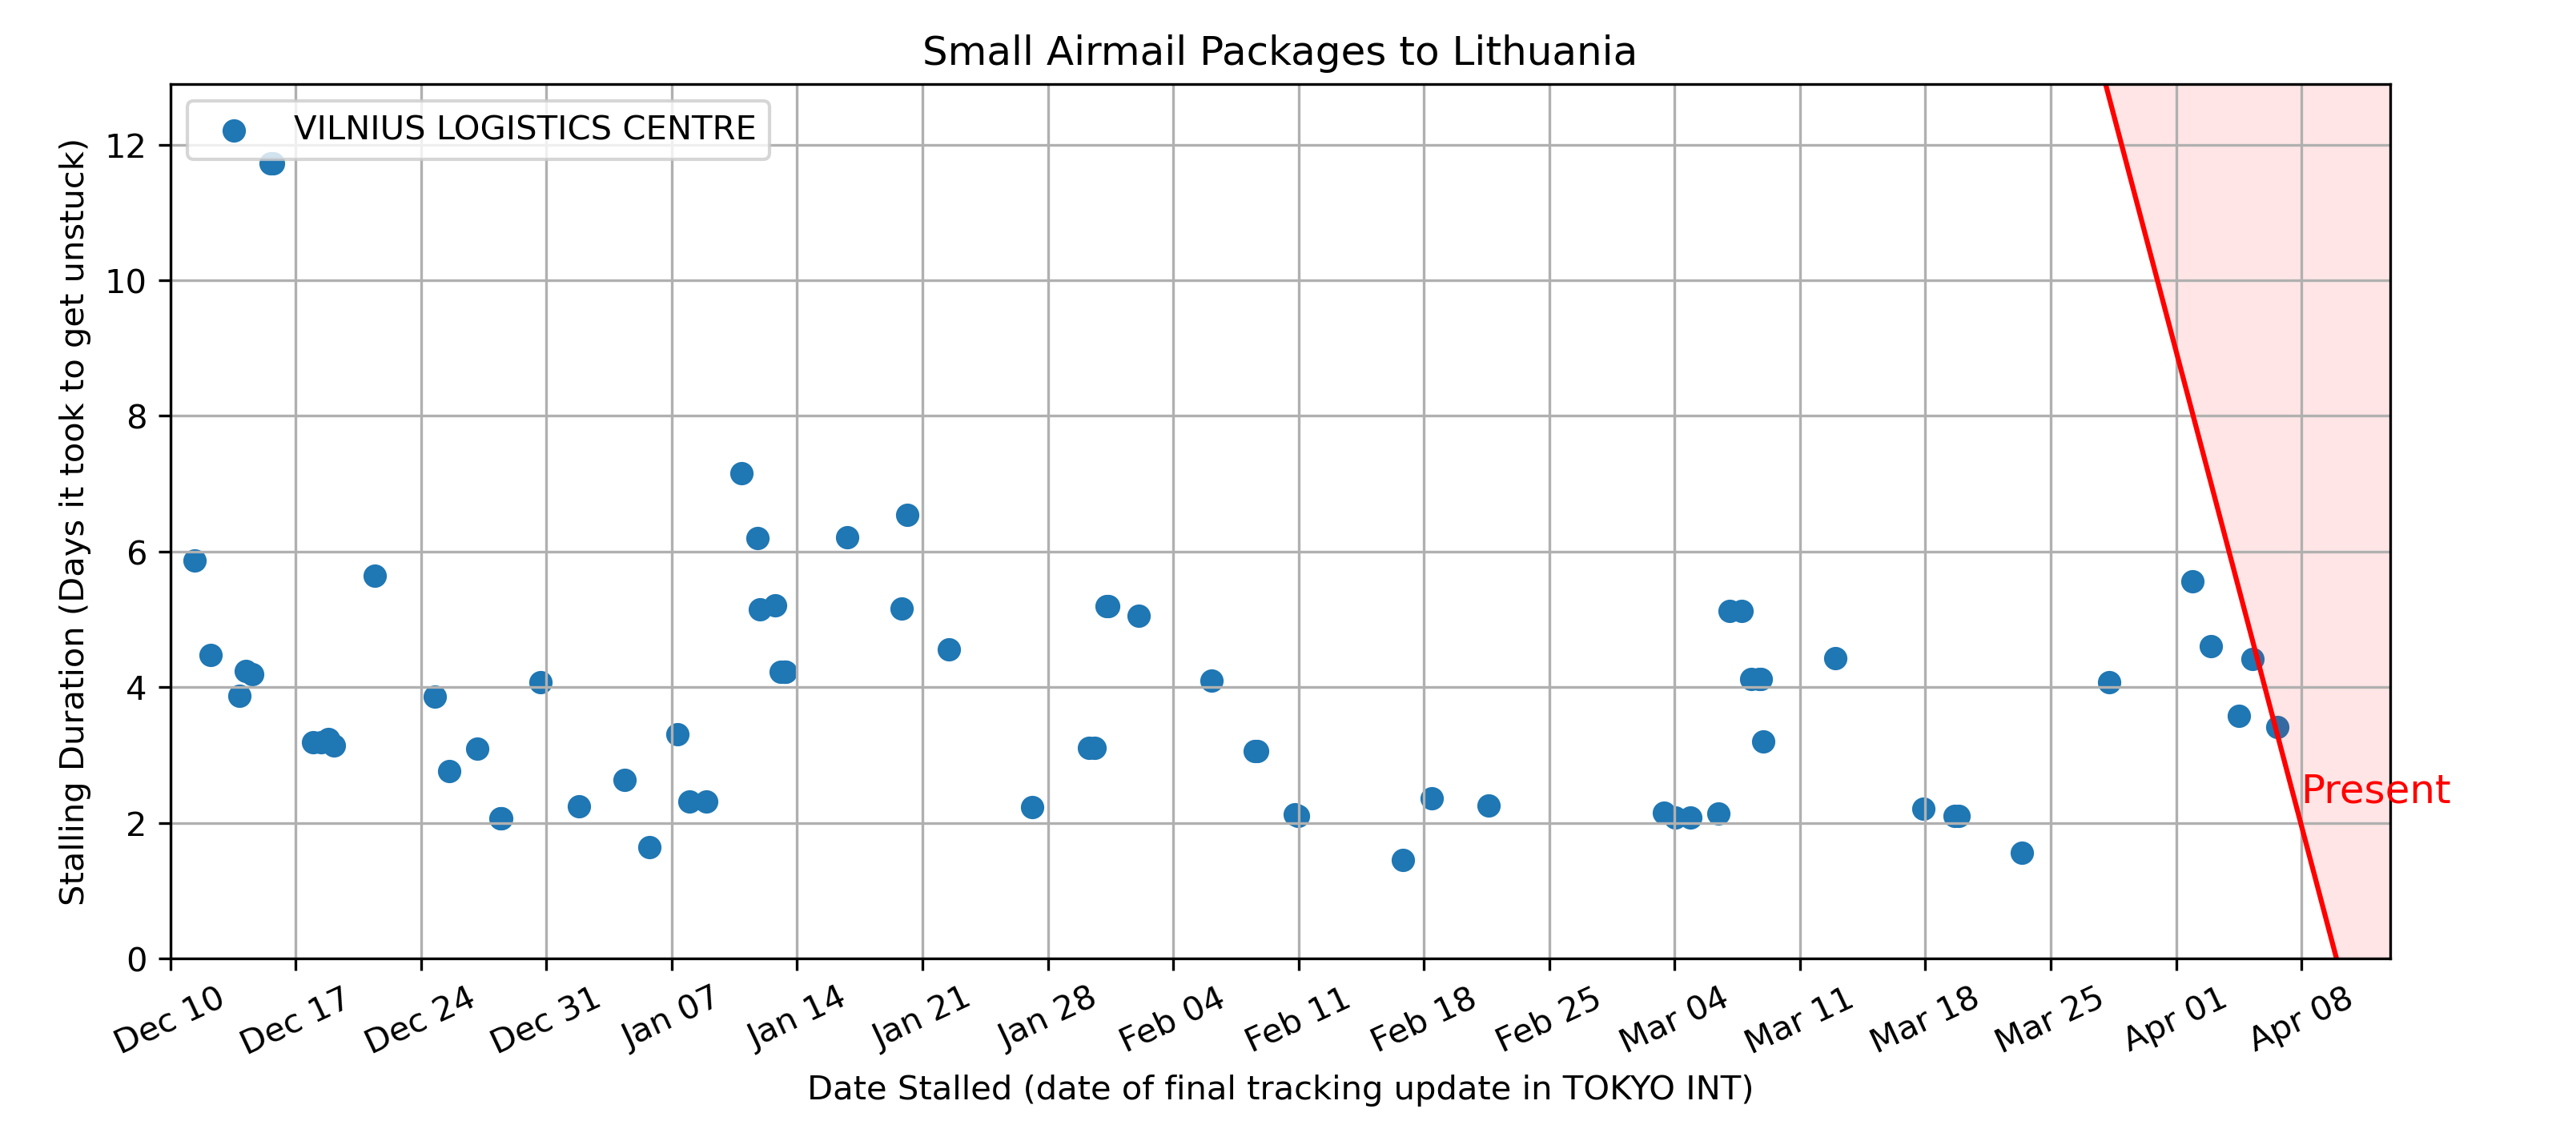 Small Airmail Packages to Lithuania
VILNIUS LOGISTICS CENTRE
Stalling Duration (Days it took to get unstuck)
12
10
8
6
4
2
0
Present
Dec 10
Dec 17
Dec 24
Dec 31
Jan 07
Jan 14
Jan 21
Jan 28
Feb 04
Feb 11
Feb 18
Feb 25
Mar 04
Mar 11
Mar 18
Mar 25
Apr 01
Apr 08
Date Stalled (date of final tracking update in TOKYO INT)